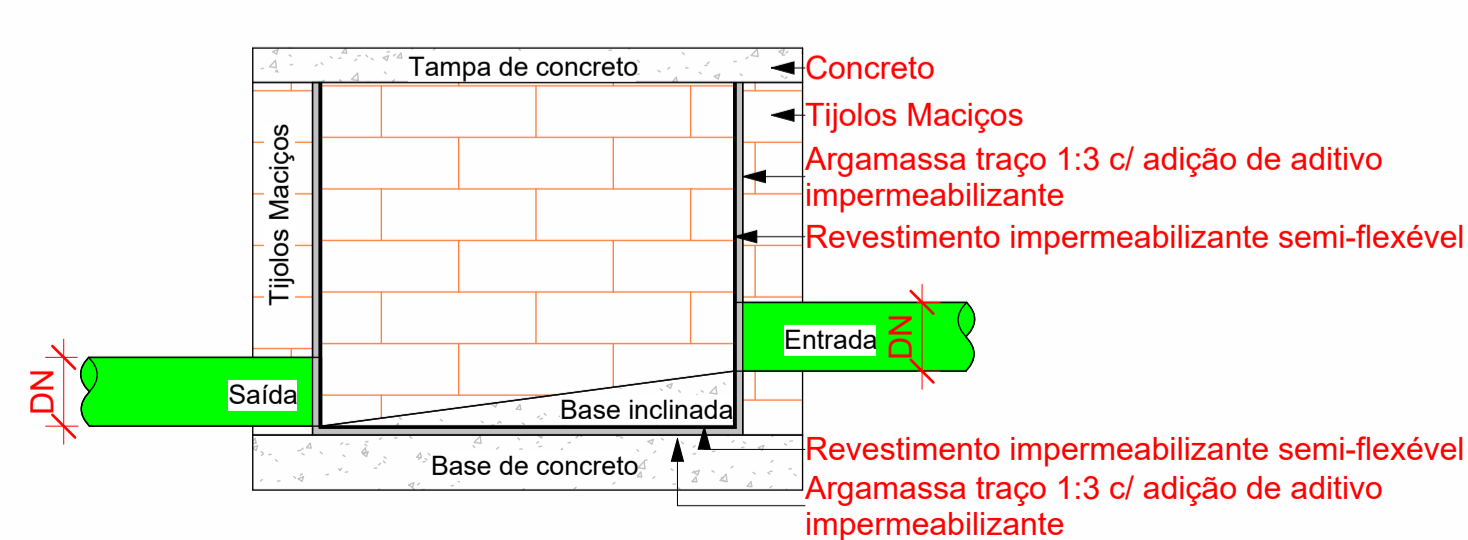 Tampa de concreto
Concreto
Tijolos Maciços
Tijolos Maciços
Argamassa traço 1:3 c/ adição de aditivo
impermeabilizante
Revestimento impermeabilizante semi-flexével
Entrada
DN
DN
Saída
Base inclinada
Revestimento impermeabilizante semi-flexével
Base de concreto
Argamassa traço 1:3 c/ adição de aditivo
impermeabilizante